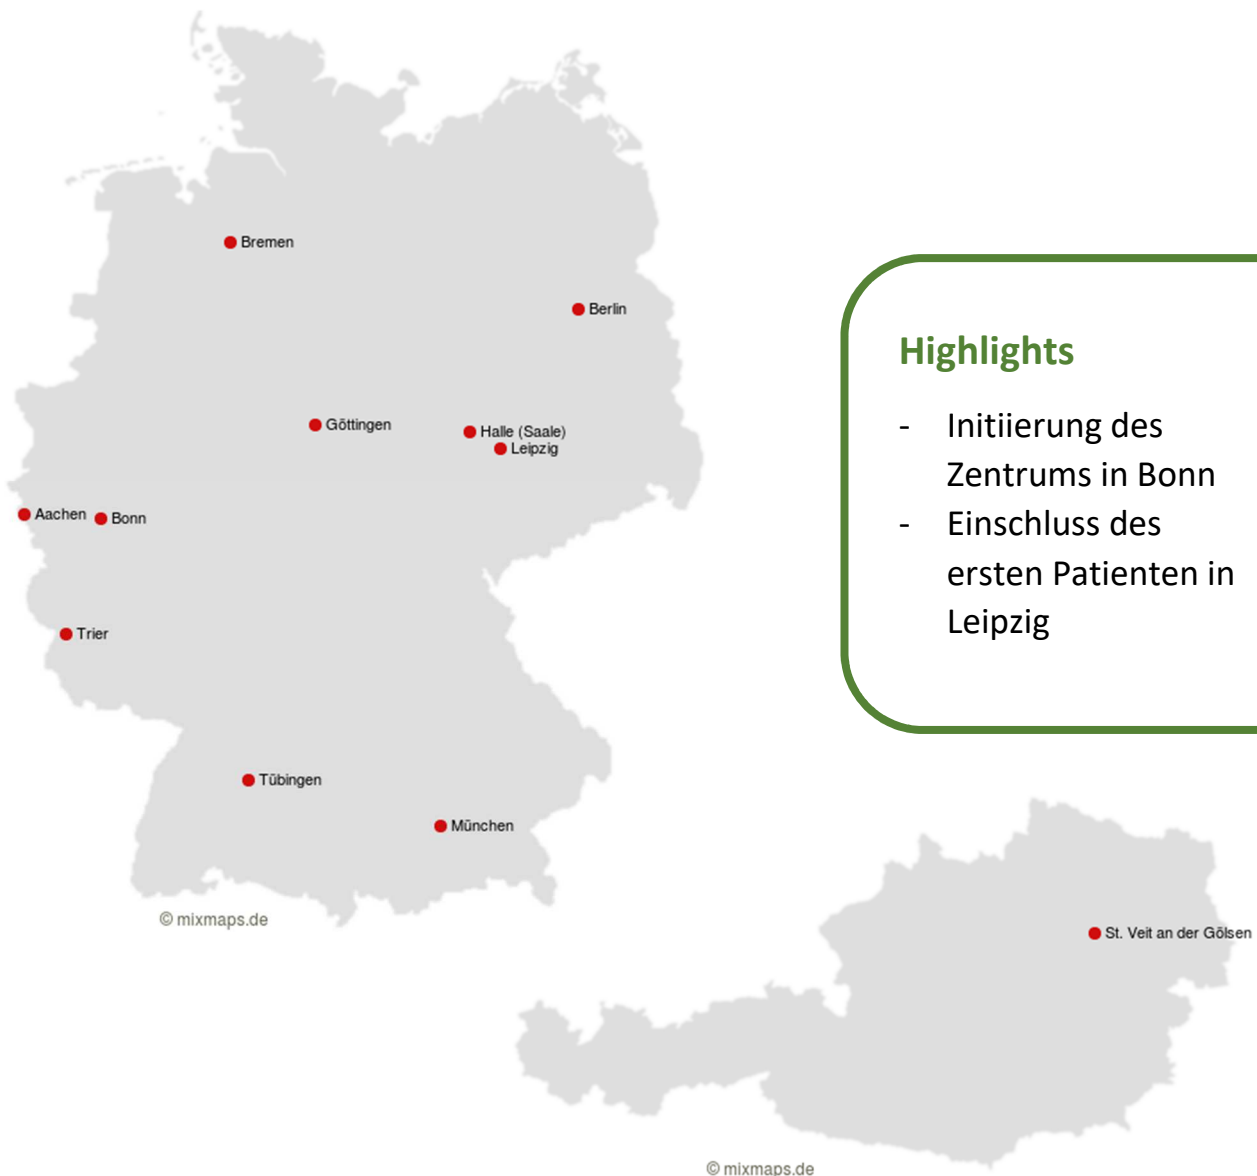 Bremen
Berlin
Göttingen
Halle (Saale)
Leipzig
Aachen
Bonn
Trier
Tübingen
München
© mixmaps.de
Highlights
- Initiierung des
Zentrums in Bonn
- Einschluss des
ersten Patienten in
Leipzig
St. Veit an der Gölsen
© mixmaps.de